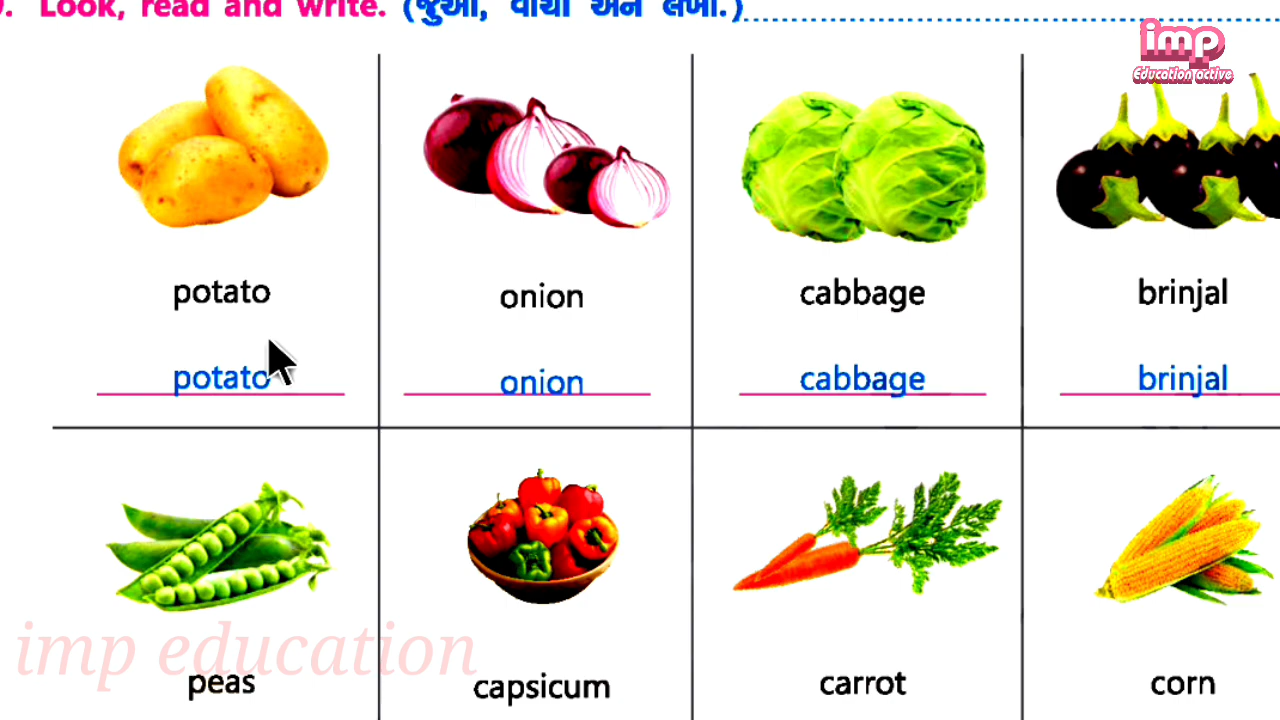 Look, read and write. (જુઓ, વાંચો અને લખો.)
imp
Education active
potato onion cabbage brinjal
potato onion cabbage brinjal
imp education
peas capsicum carrot corn